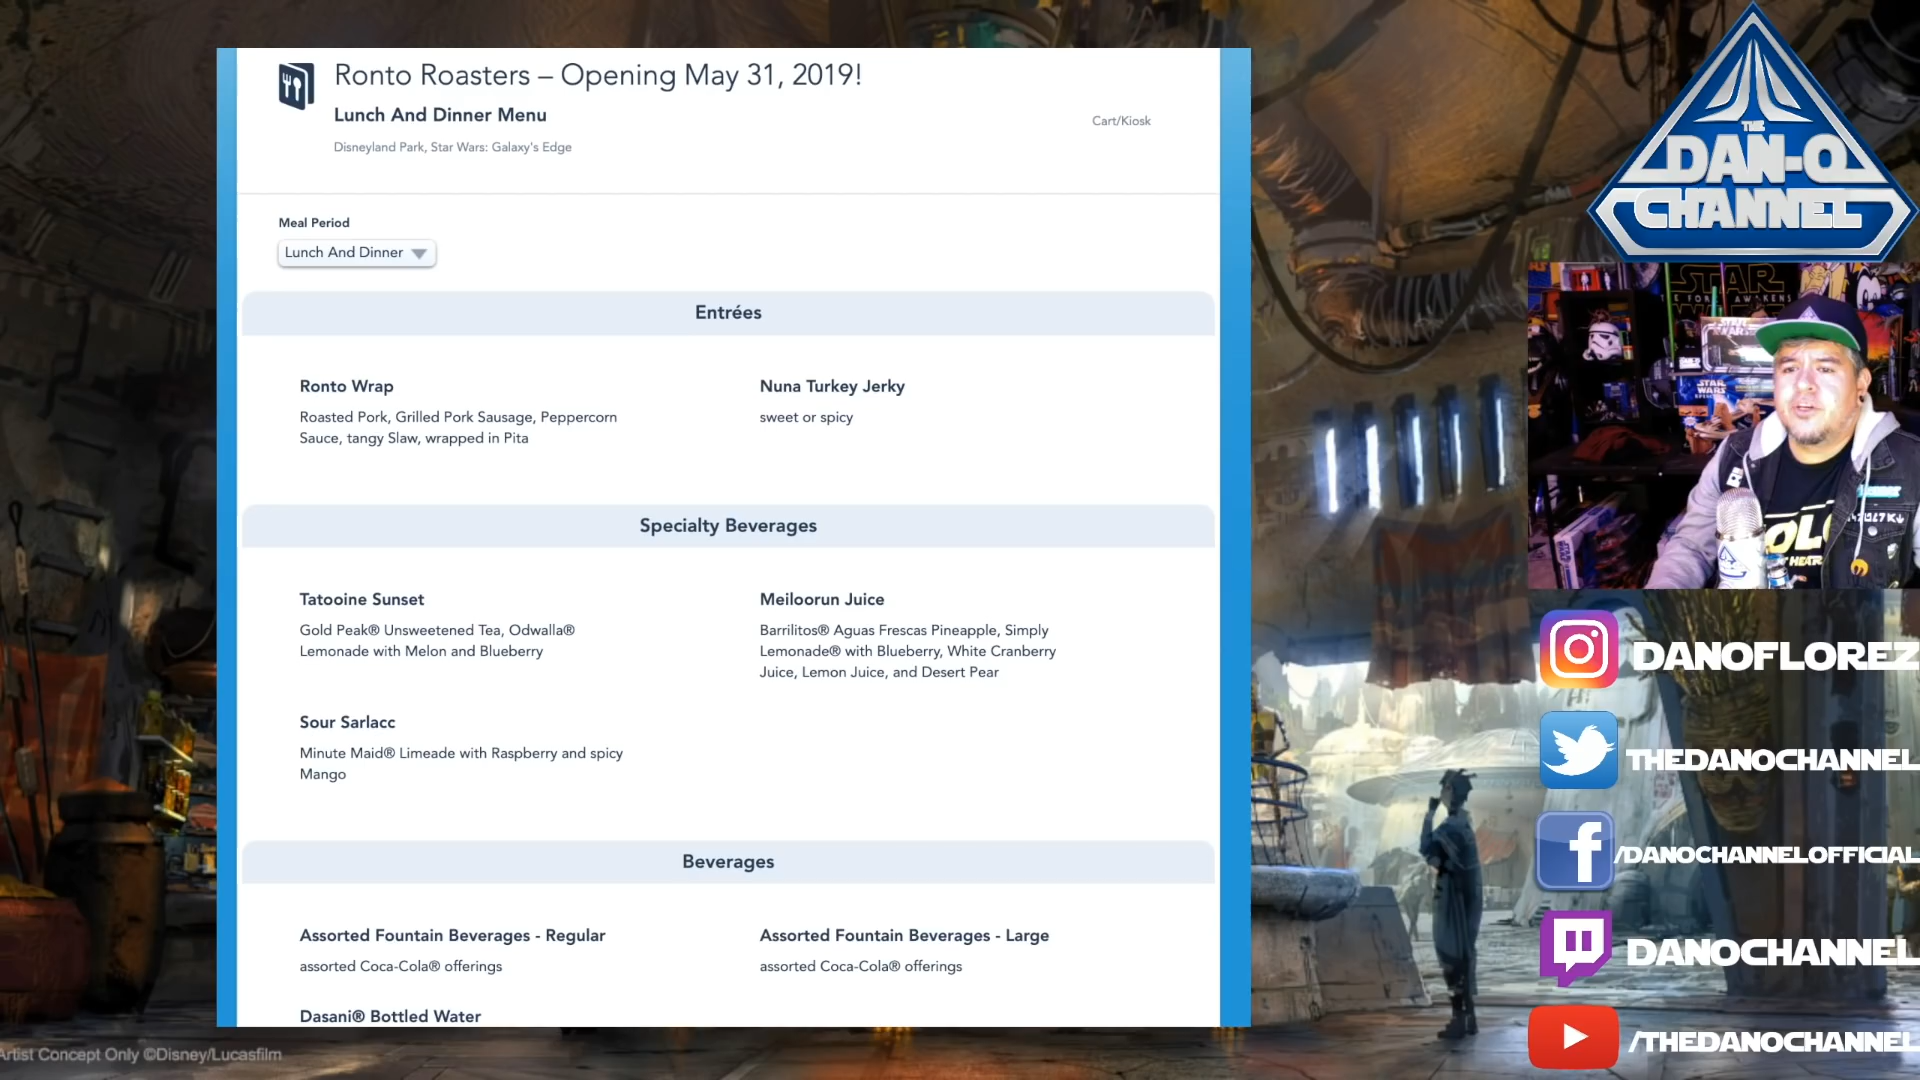 Ronto Roasters – Opening May 31, 2019!
Lunch And Dinner Menu
Cart/Kiosk
Disneyland Park, Star Wars: Galaxy's Edge
Meal Period
Lunch And Dinner
Entrées
Ronto Wrap
Roasted Pork, Grilled Pork Sausage, Peppercorn
Sauce, tangy Slaw, wrapped in Pita
Nuna Turkey Jerky
sweet or spicy
Specialty Beverages
Tatooine Sunset
Gold Peak® Unsweetened Tea, Odwalla®
Lemonade with Melon and Blueberry
Meiloorun Juice
Barrilitos® Aguas Frescas Pineapple, Simply
Lemonade® with Blueberry, White Cranberry
Juice, Lemon Juice, and Desert Pear
Sour Sarlacc
Minute Maid® Limeade with Raspberry and spicy
Mango
Beverages
Assorted Fountain Beverages - Regular
assorted Coca-Cola® offerings
Assorted Fountain Beverages - Large
assorted Coca-Cola® offerings
Dasani® Bottled Water
Artist Concept Only ©Disney/Lucasfilm
THE
DAN-O
CHANNEL
STAR
WARS
DANOFLOREZ
THEDANOCHANNEL
/DANOCHANNELOFFICIAL
DANOCHANNEL
/THEDANOCHANNEL